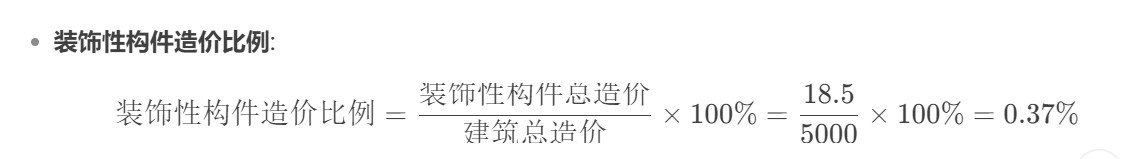 装饰性构件造价比例:
装饰性构件造价比例 = \frac{装饰性构件总造价}{建筑总造价} × 100% = \frac{18.5}{5000} × 100% = 0.37%